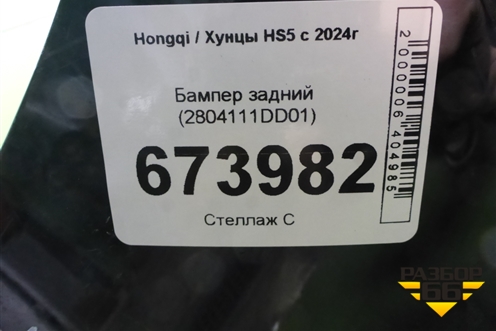 Hongqi / Хунцы HS5 с 2024г
Бампер задний
(2804111DD01)
673982
Стеллаж С
2000006404985
РАЗБОР
66